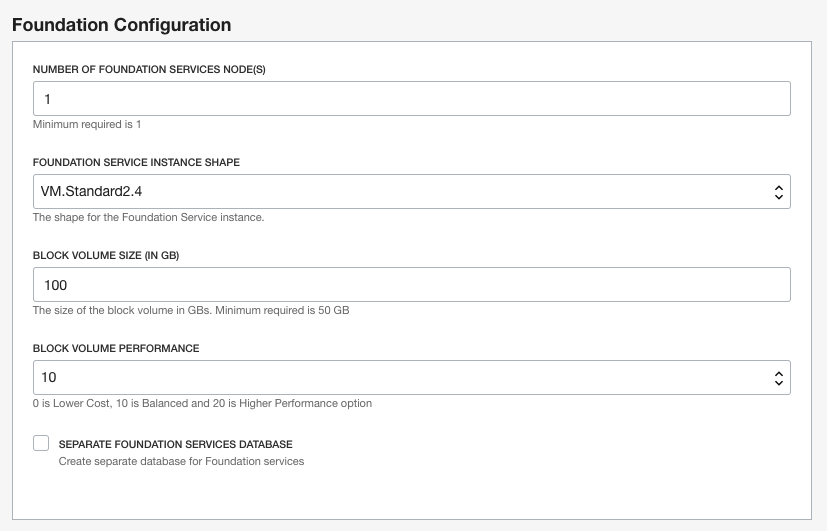 Foundation Configuration
NUMBER OF FOUNDATION SERVICES NODE(S)
1
Minimum required is 1
FOUNDATION SERVICE INSTANCE SHAPE
VM.Standard2.4
The shape for the Foundation Service instance.
BLOCK VOLUME SIZE (IN GB)
100
The size of the block volume in GBs. Minimum required is 50 GB
BLOCK VOLUME PERFORMANCE
10
0 is Lower Cost, 10 is Balanced and 20 is Higher Performance option
SEPARATE FOUNDATION SERVICES DATABASE
Create separate database for Foundation services